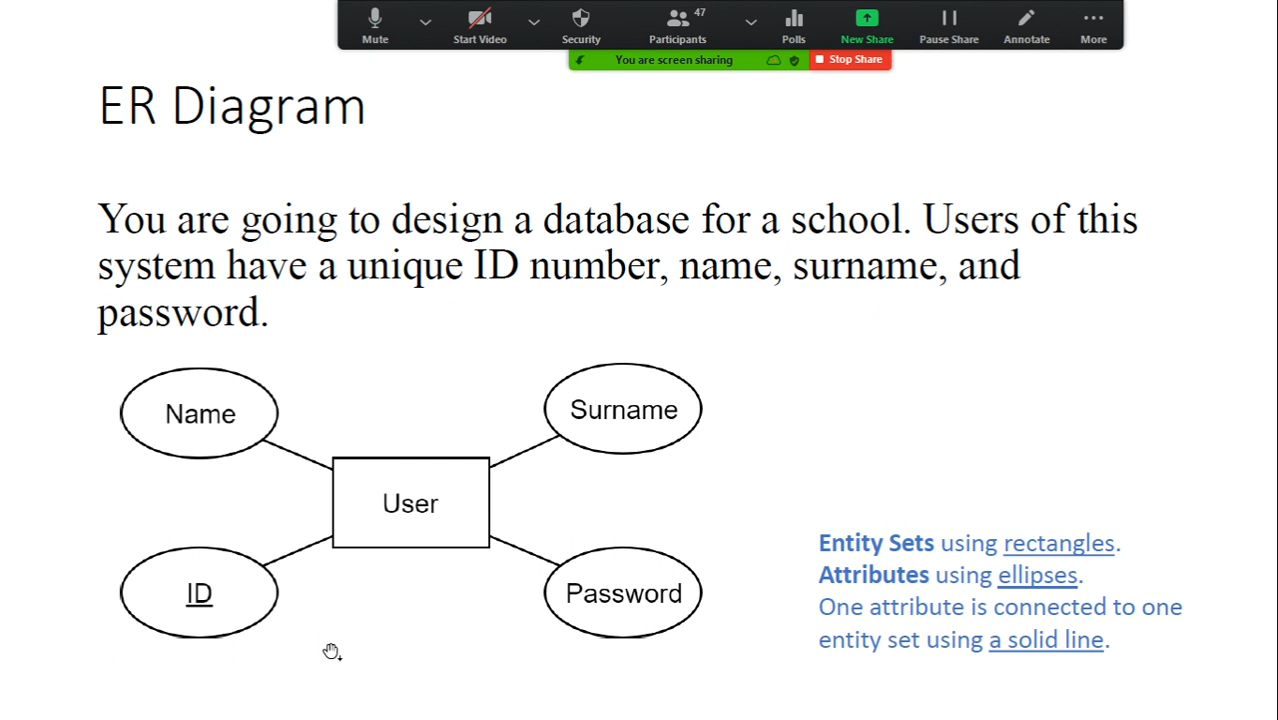 47
Mute
Start Video
Security
Participants
Polls
New Share
Pause Share
Annotate
More
You are screen sharing
Stop Share
ER Diagram
You are going to design a database for a school. Users of this
system have a unique ID number, name, surname, and
password.
Name
Surname
User
ID
Password
Entity Sets using rectangles.
Attributes using ellipses.
One attribute is connected to one
entity set using a solid line.